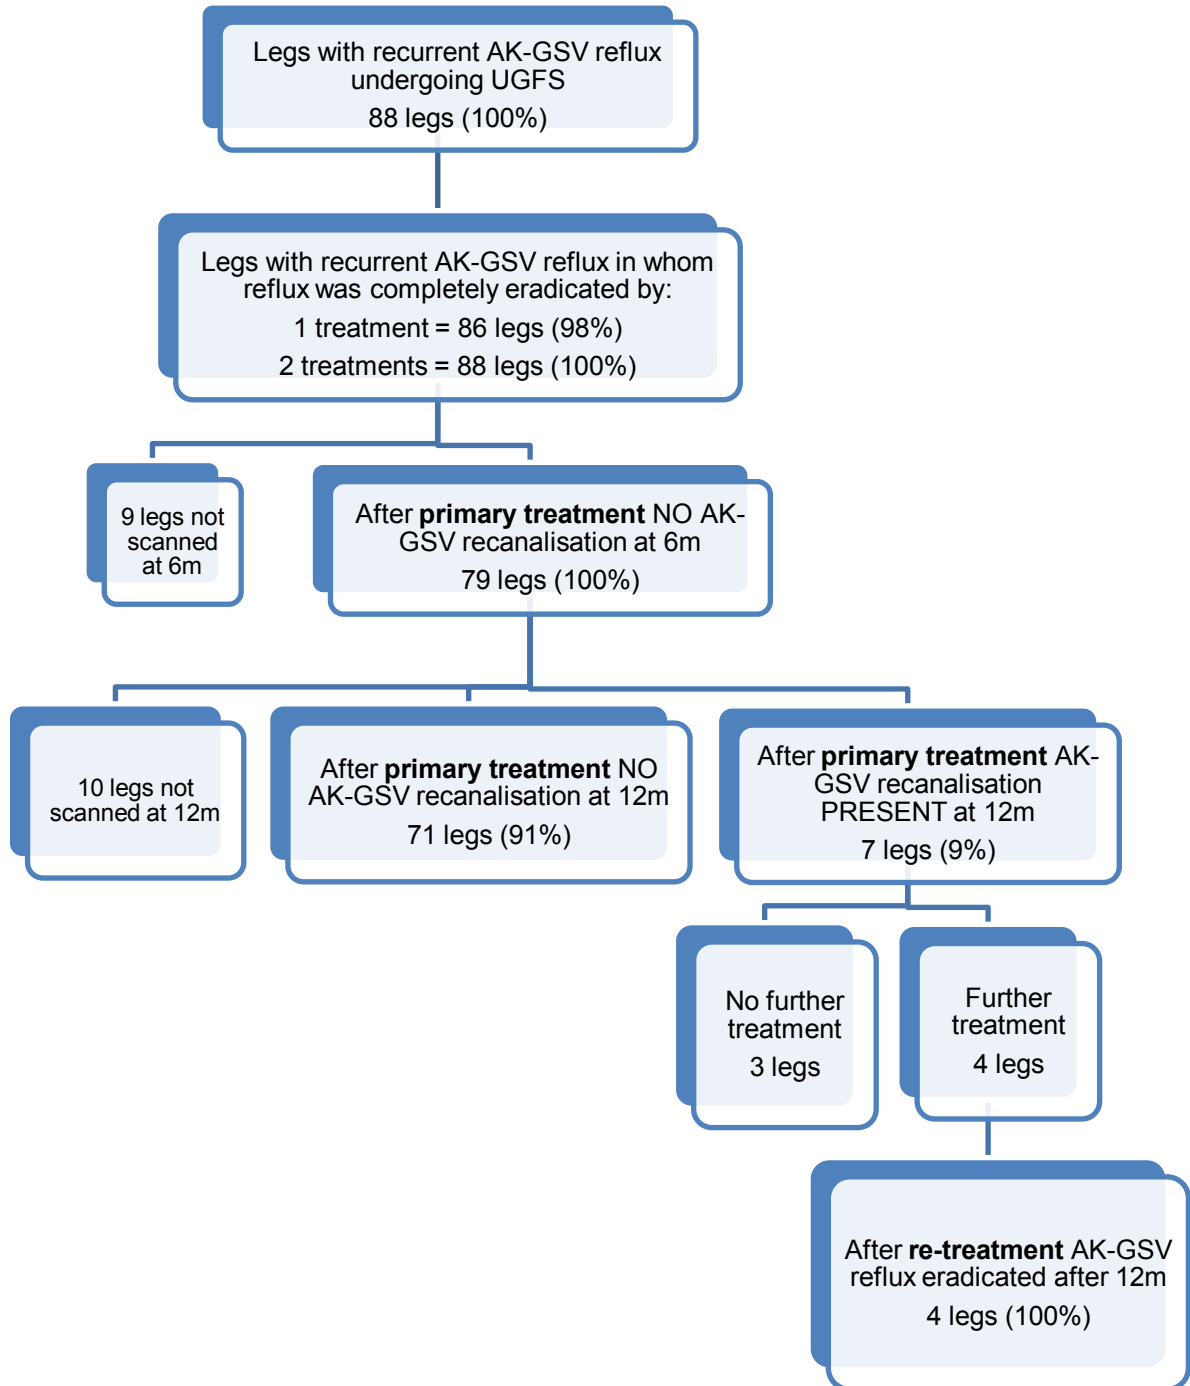 Legs with recurrent AK-GSV reflux
undergoing UGFS
88 legs (100%)
Legs with recurrent AK-GSV reflux in whom
reflux was completely eradicated by:
1 treatment = 86 legs (98%)
2 treatments = 88 legs (100%)
9 legs not
scanned
at 6m
After primary treatment NO AK-
GSV recanalisation at 6m
79 legs (100%)
10 legs not
scanned at 12m
After primary treatment NO
AK-GSV recanalisation at 12m
71 legs (91%)
After primary treatment AK-
GSV recanalisation
PRESENT at 12m
7 legs (9%)
No further
treatment
3 legs
Further
treatment
4 legs
After re-treatment AK-GSV
reflux eradicated after 12m
4 legs (100%)